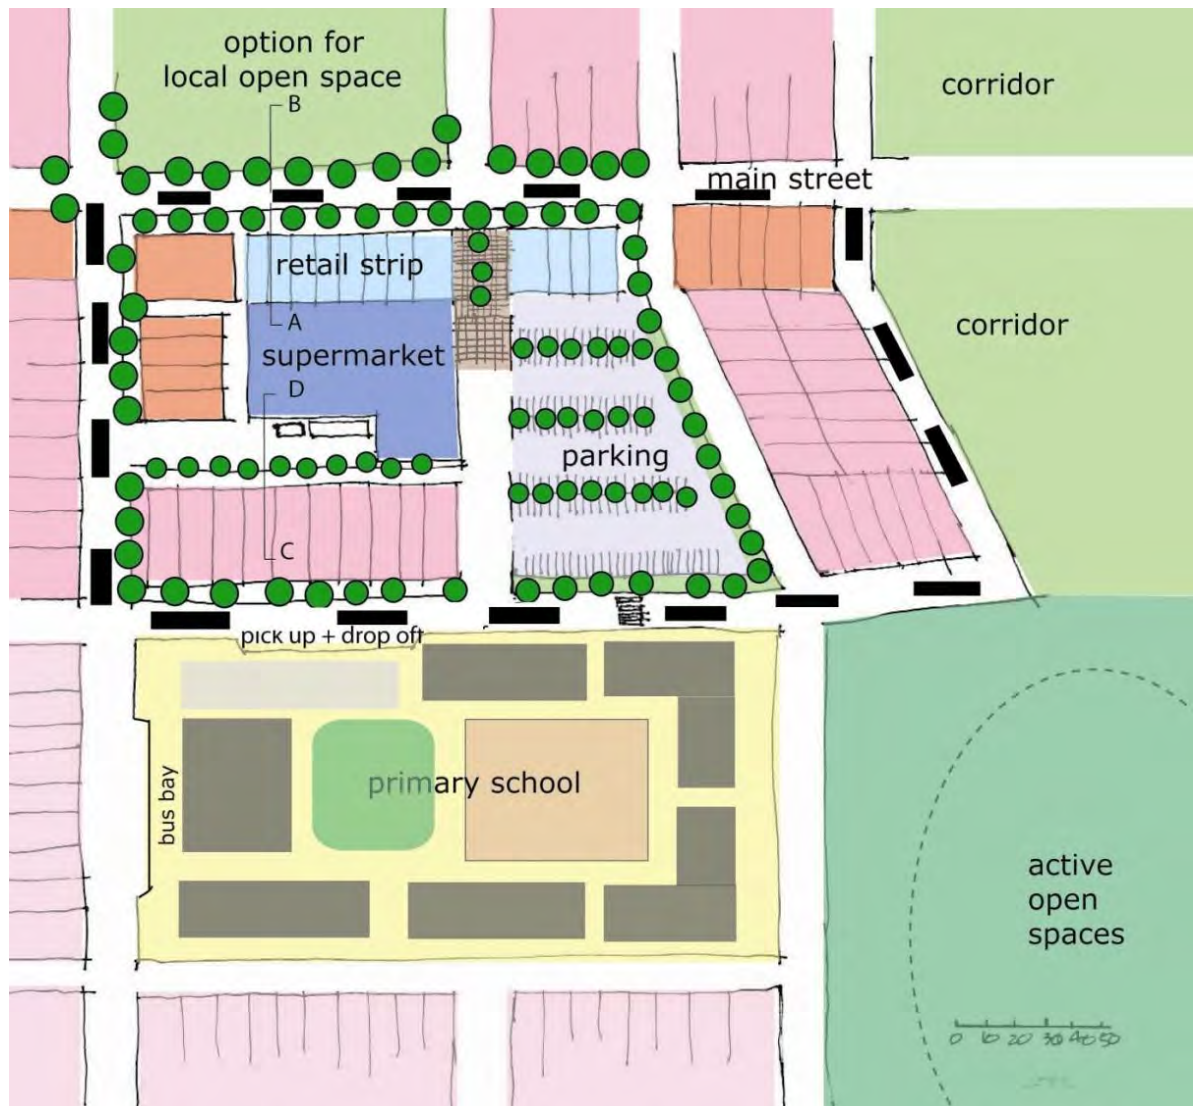 option for
local open space
B
corridor
main street
retail strip
corridor
A
supermarket
D
parking
C
pick up + drop off
primary school
bus bay
active
open
spaces
0 10 20 30 40 50